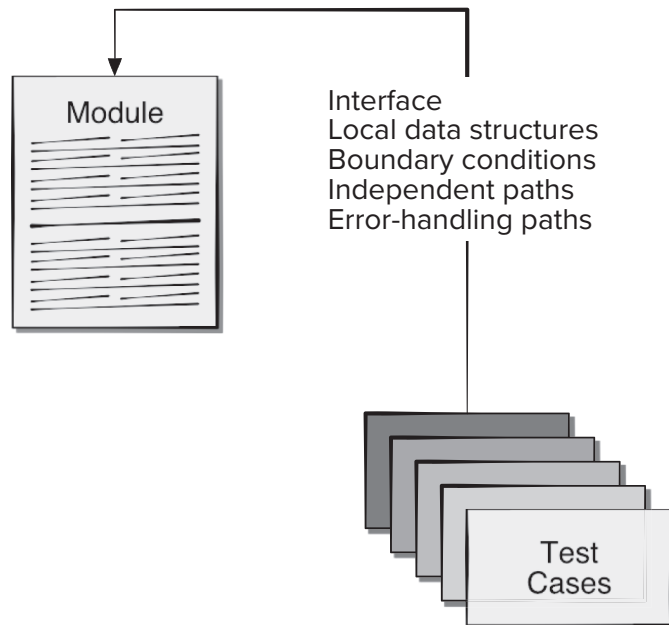 Module
Interface
Local data structures
Boundary conditions
Independent paths
Error-handling paths
Test
Cases